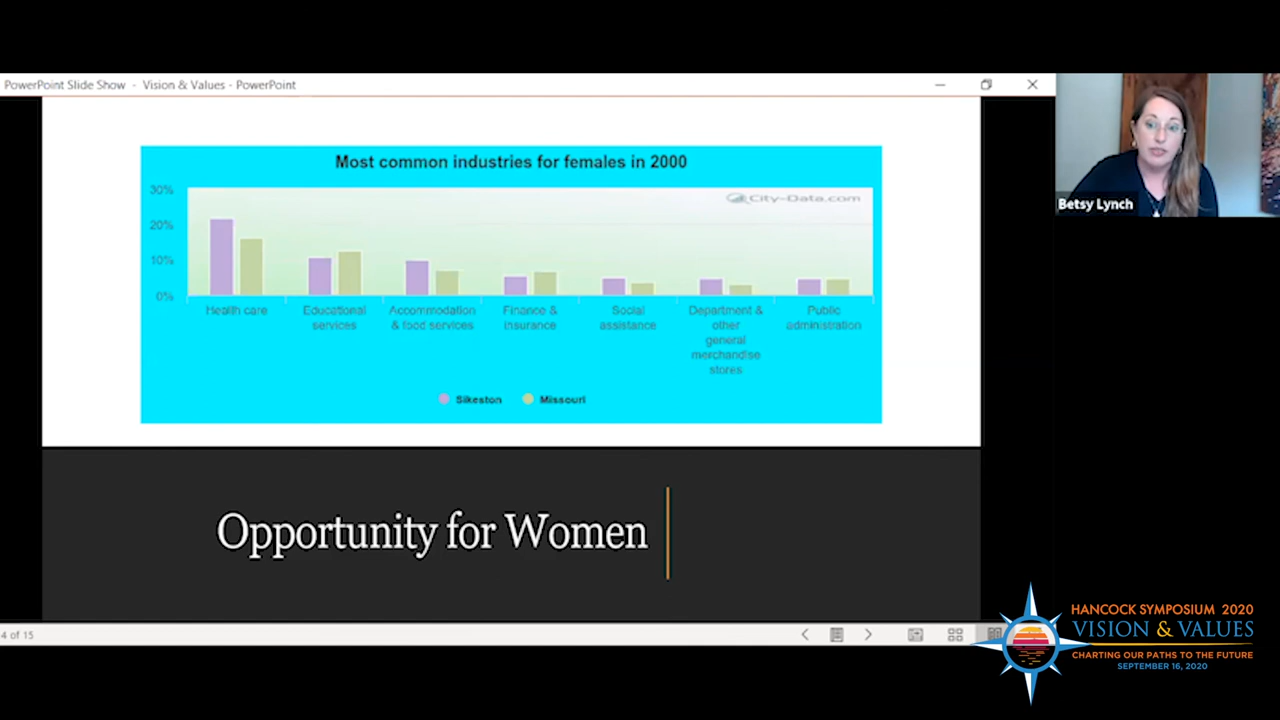 PowerPoint Slide Show - Vision & Values - PowerPoint
Most common industries for females in 2000
City-Data.com
30%
20%
10%
0%
Health care
Educational
services
Accommodation
& food services
Finance &
insurance
Social
assistance
Department &
other
general
merchandise
stores
Public
administration
Sikeston
Missouri
Opportunity for Women
4 of 15
Betsy Lynch
HANCOCK SYMPOSIUM 2020
VISION & VALUES
CHARTING OUR PATHS TO THE FUTURE
SEPTEMBER 16, 2020